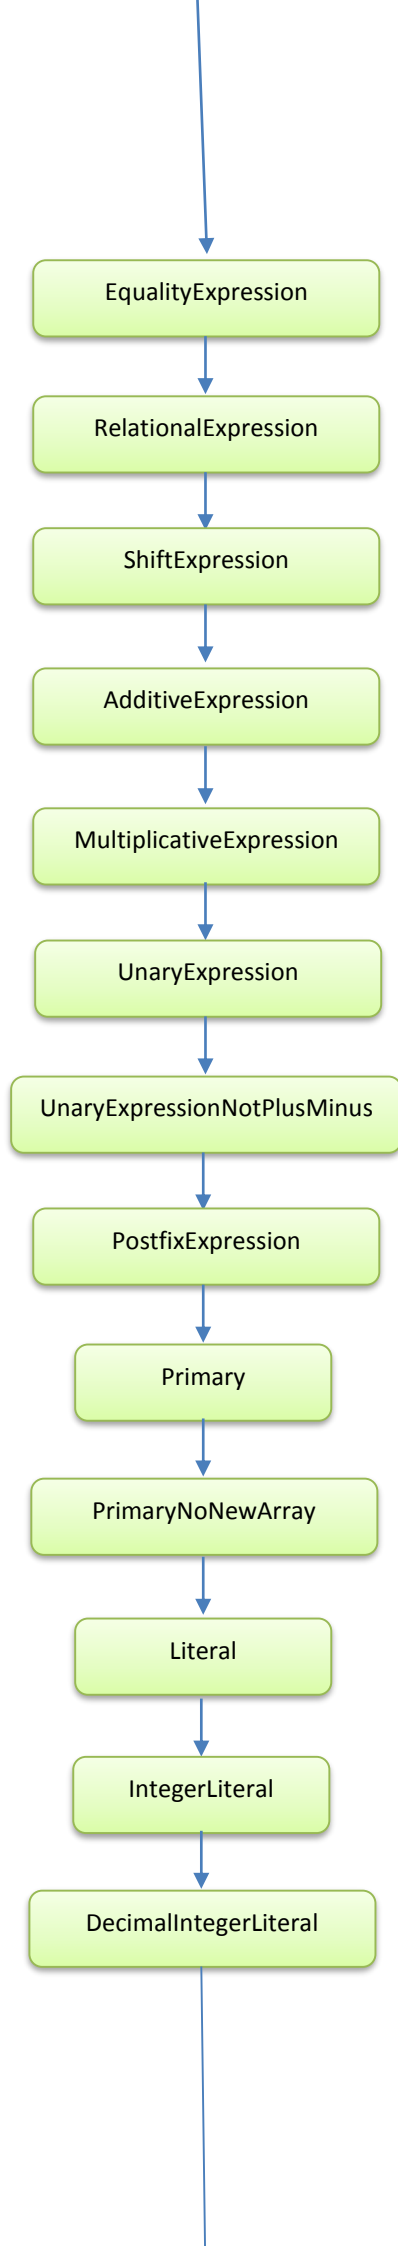 EqualityExpression
RelationalExpression
ShiftExpression
AdditiveExpression
MultiplicativeExpression
UnaryExpression
UnaryExpressionNotPlusMinus
PostfixExpression
Primary
PrimaryNoNewArray
Literal
IntegerLiteral
DecimalIntegerLiteral